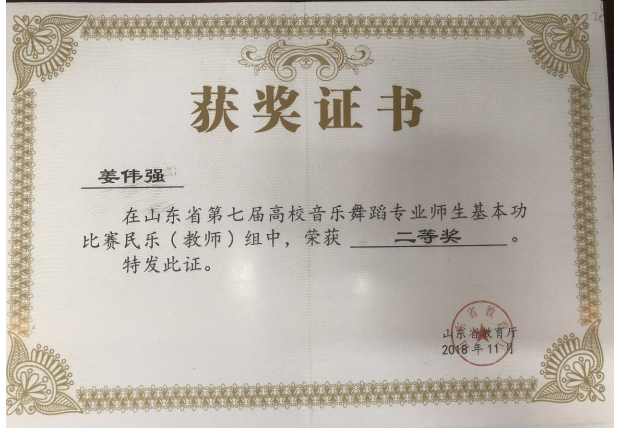 获奖证书
姜伟强
在山东省第七届高校音乐舞蹈专业师生基本功
比赛民乐（教师）组中，荣获 二等奖 。
特发此证。
山东省教育厅
2018年11月